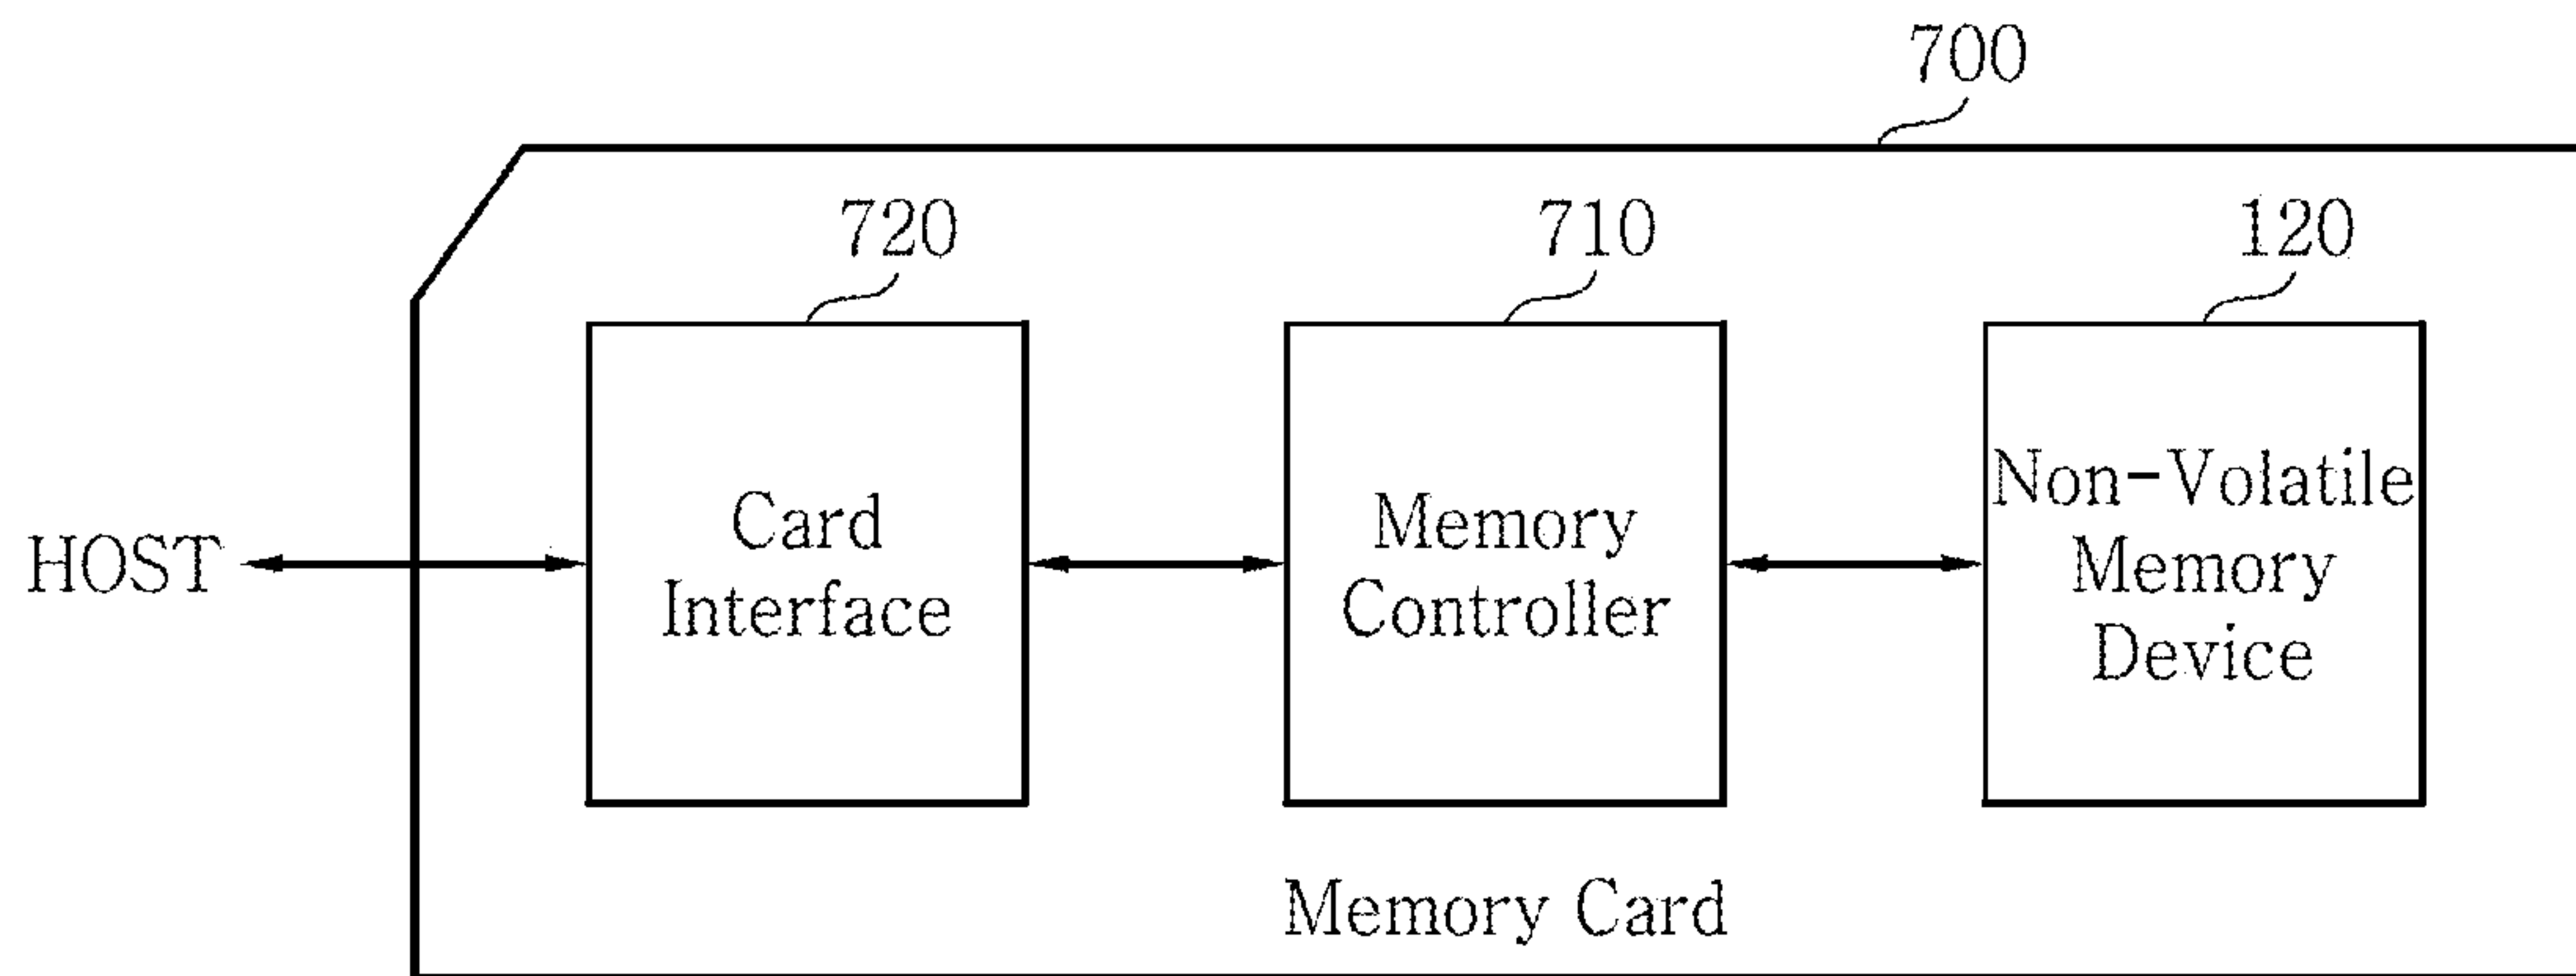 700
720
710
120
HOST
Card
Interface
Memory
Controller
Non-Volatile
Memory
Device
Memory Card